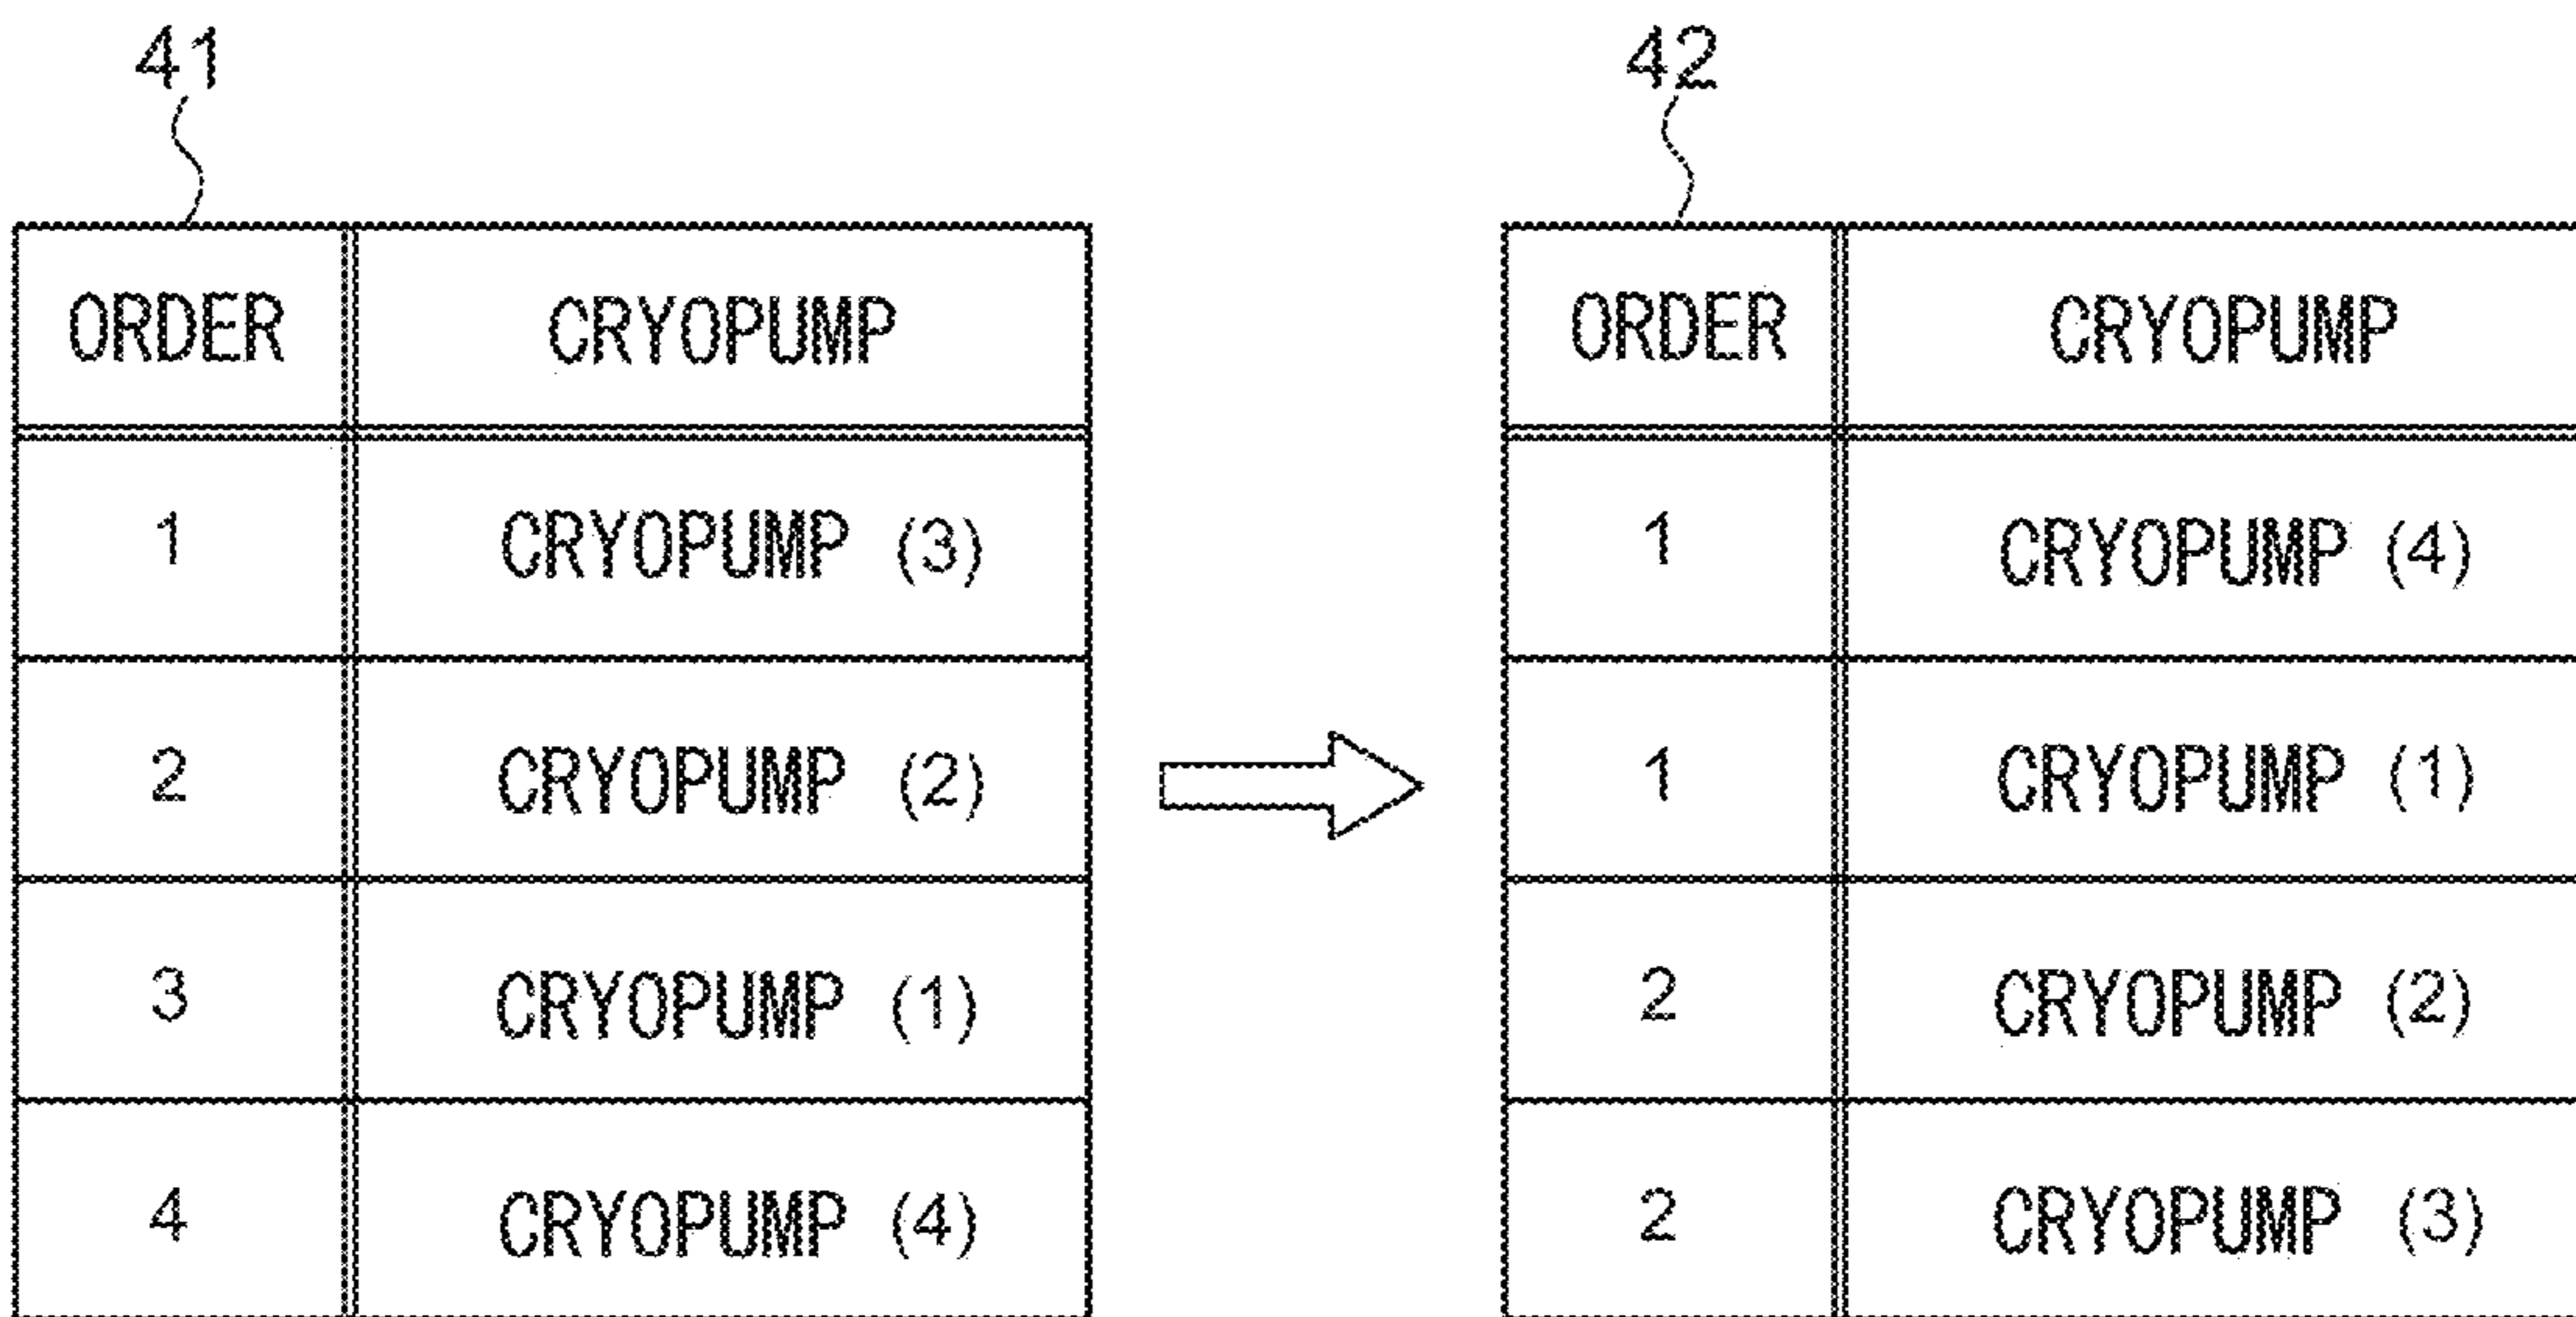 41
ORDER CRYOPUMP
1 CRYOPUMP (3)
2 CRYOPUMP (2)
3 CRYOPUMP (1)
4 CRYOPUMP (4)
42
ORDER CRYOPUMP
1 CRYOPUMP (4)
1 CRYOPUMP (1)
2 CRYOPUMP (2)
2 CRYOPUMP (3)